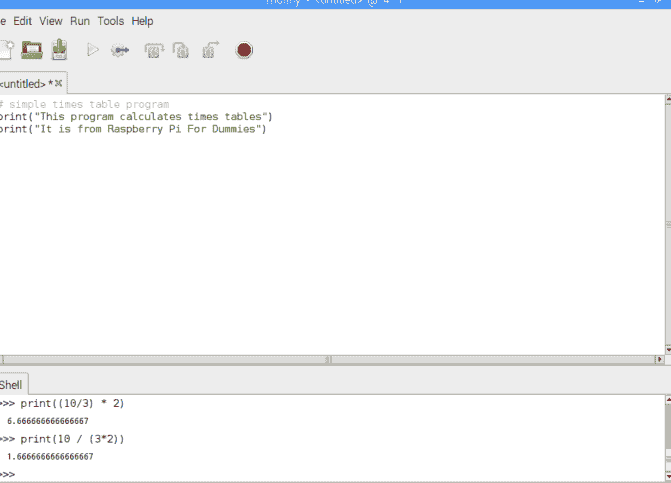 e Edit View Run Tools Help
<untitled> *
# simple times table program
print("This program calculates times tables")
print("It is from Raspberry Pi For Dummies")
Shell
>>> print((10/3) * 2)
6.666666666666667
>>> print(10 / (3*2))
1.6666666666666667
>>>